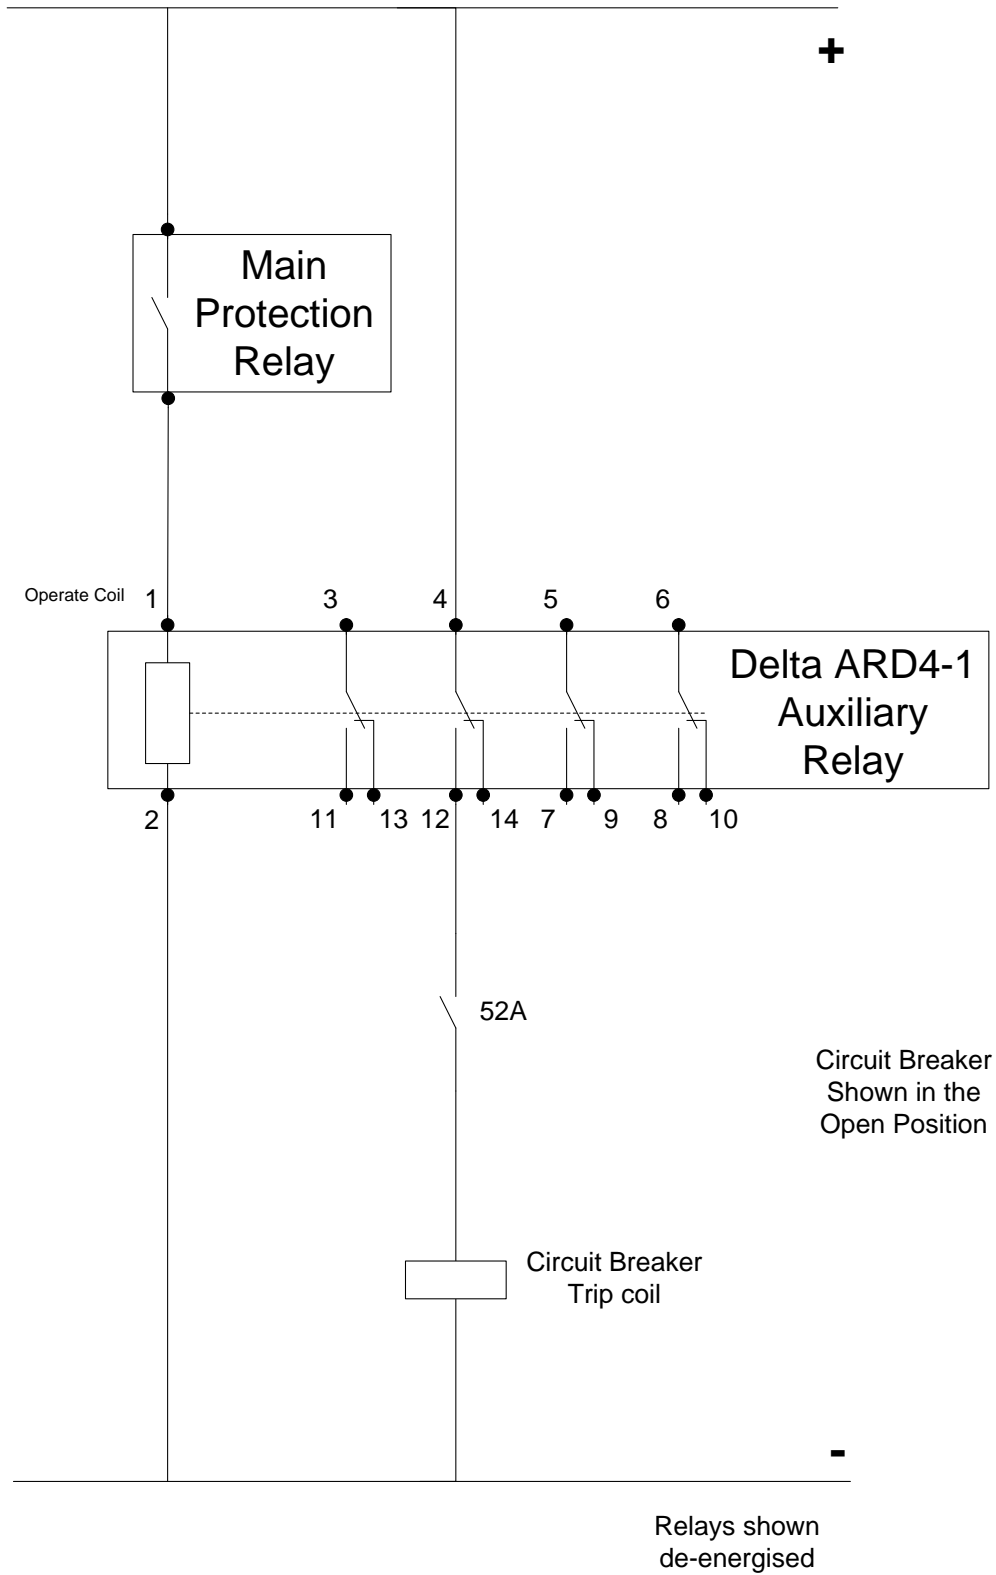 +
Main
Protection
Relay
Operate Coil 1 3 4 5 6
Delta ARD4-1
Auxiliary
Relay
2 11 13 12 14 7 9 8 10
52A
Circuit Breaker
Shown in the
Open Position
Circuit Breaker
Trip coil
-
Relays shown
de-energised